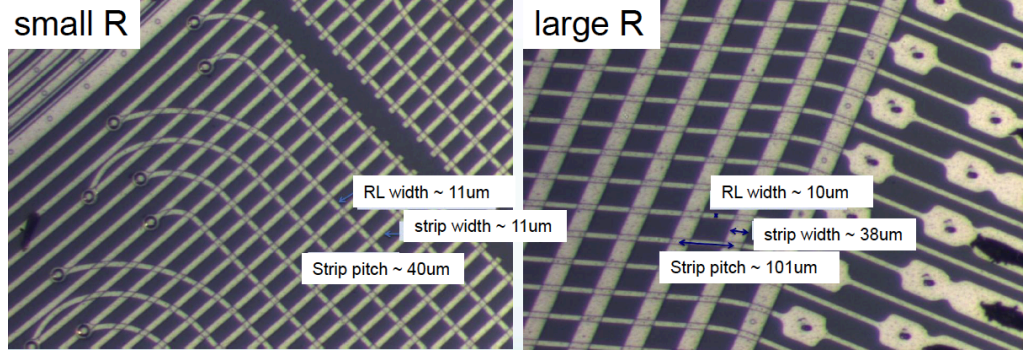 small R
RL width ~ 11um
strip width ~ 11um
Strip pitch ~ 40um
large R
RL width ~ 10um
strip width ~ 38um
Strip pitch ~ 101um